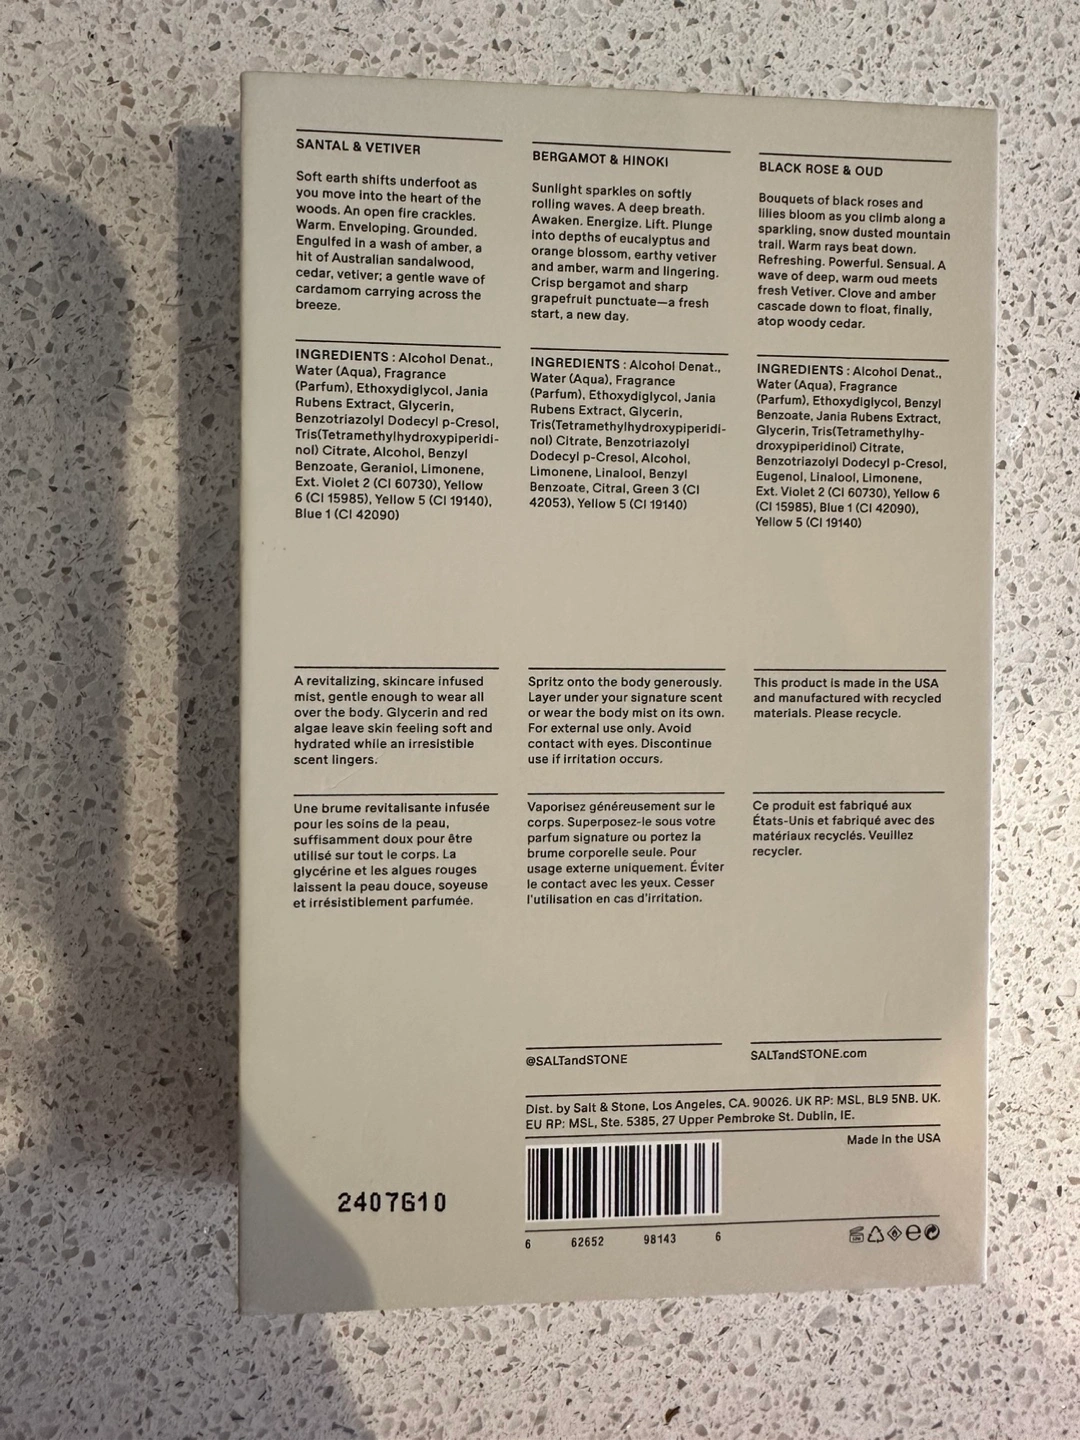 SANTAL & VETIVER
Soft earth shifts underfoot as
you move into the heart of the
woods. An open fire crackles.
Warm. Enveloping. Grounded.
Engulfed in a wash of amber, a
hit of Australian sandalwood,
cedar, vetiver; a gentle wave of
cardamom carrying across the
breeze.
INGREDIENTS : Alcohol Denat.,
Water (Aqua), Fragrance
(Parfum), Ethoxydiglycol, Jania
Rubens Extract, Glycerin,
Benzotriazolyl Dodecyl p-Cresol,
Tris(Tetramethylhydroxypiperidi-
nol) Citrate, Alcohol, Benzyl
Benzoate, Geraniol, Limonene,
Ext. Violet 2 (CI 60730), Yellow
6 (CI 15985), Yellow 5 (CI 19140),
Blue 1 (CI 42090)
BERGAMOT & HINOKI
Sunlight sparkles on softly
rolling waves. A deep breath.
Awaken. Energize. Lift. Plunge
into depths of eucalyptus and
orange blossom, earthy vetiver
and amber, warm and lingering.
Crisp bergamot and sharp
grapefruit punctuate—a fresh
start, a new day.
INGREDIENTS : Alcohol Denat.,
Water (Aqua), Fragrance
(Parfum), Ethoxydiglycol, Jania
Rubens Extract, Glycerin,
Tris(Tetramethylhydroxypiperidi-
nol) Citrate, Benzotriazolyl
Dodecyl p-Cresol, Alcohol,
Limonene, Linalool, Benzyl
Benzoate, Citral, Green 3 (CI
42053), Yellow 5 (CI 19140)
BLACK ROSE & OUD
Bouquets of black roses and
lilies bloom as you climb along a
sparkling, snow dusted mountain
trail. Warm rays beat down.
Refreshing. Powerful. Sensual. A
wave of deep, warm oud meets
fresh Vetiver. Clove and amber
cascade down to float, finally,
atop woody cedar.
INGREDIENTS : Alcohol Denat.,
Water (Aqua), Fragrance
(Parfum), Ethoxydiglycol, Benzyl
Benzoate, Jania Rubens Extract,
Glycerin, Tris(Tetramethylhy-
droxypiperidinol) Citrate,
Benzotriazolyl Dodecyl p-Cresol,
Eugenol, Linalool, Limonene,
Ext. Violet 2 (CI 60730), Yellow 6
(CI 15985), Blue 1 (CI 42090),
Yellow 5 (CI 19140)
A revitalizing, skincare infused
mist, gentle enough to wear all
over the body. Glycerin and red
algae leave skin feeling soft and
hydrated while an irresistible
scent lingers.
Spritz onto the body generously.
Layer under your signature scent
or wear the body mist on its own.
For external use only. Avoid
contact with eyes. Discontinue
use if irritation occurs.
This product is made in the USA
and manufactured with recycled
materials. Please recycle.
Une brume revitalisante infusée
pour les soins de la peau,
suffisamment doux pour être
utilisé sur tout le corps. La
glycérine et les algues rouges
laissent la peau douce, soyeuse
et irrésistiblement parfumée.
Vaporisez généreusement sur le
corps. Superposez-le sous votre
parfum signature ou portez la
brume corporelle seule. Pour
usage externe uniquement. Éviter
le contact avec les yeux. Cesser
l'utilisation en cas d'irritation.
Ce produit est fabriqué aux
États-Unis et fabriqué avec des
matériaux recyclés. Veuillez
recycler.
@SALTandSTONE
SALTandSTONE.com
Dist. by Salt & Stone, Los Angeles, CA. 90026. UK RP: MSL, BL9 5NB. UK.
EU RP: MSL, Ste. 5385, 27 Upper Pembroke St. Dublin, IE.
Made in the USA
2407G10
6 62652 98143 6